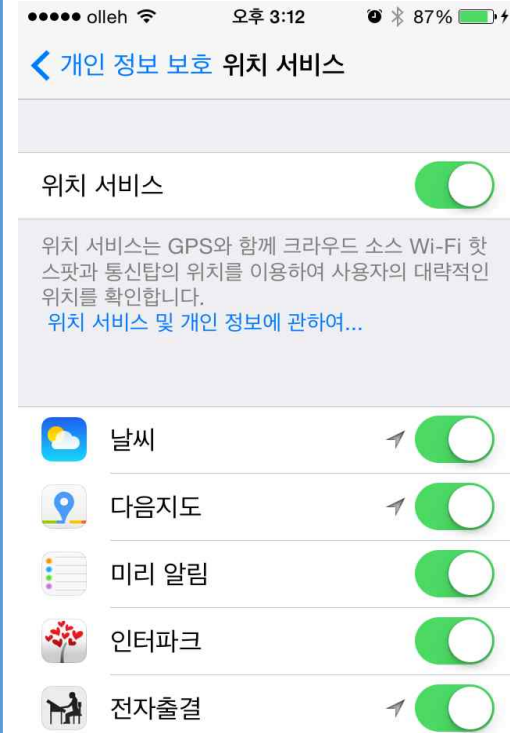 olleh 오후 3:12 87%
개인 정보 보호 위치 서비스
위치 서비스
위치 서비스는 GPS와 함께 크라우드 소스 Wi-Fi 핫
스팟과 통신탑의 위치를 이용하여 사용자의 대략적인
위치를 확인합니다.
위치 서비스 및 개인 정보에 관하여...
날씨
다음지도
미리 알림
인터파크
전자출결